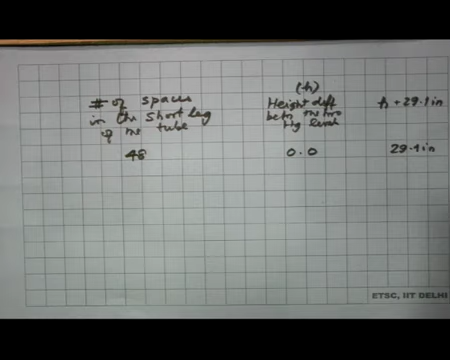 # of spaces
in the short leg
of the tube
48
(h)
Height diff
betn the two
Hg level
0.0
h + 29.1 in
29.1 in
ETSC, IIT DELHI